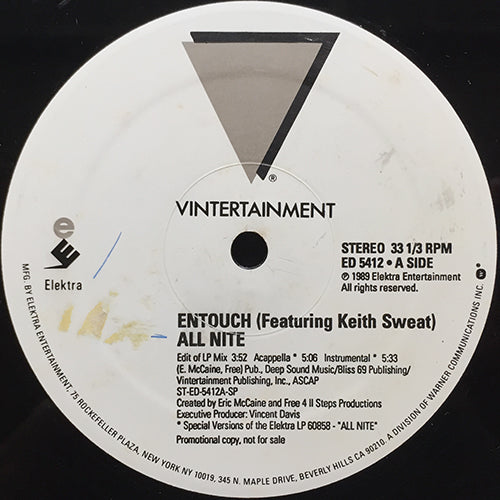 ®
VINTERTAINMENT
e
E
Elektra
STEREO 33 1/3 RPM
ED 5412 • A SIDE
℗ 1989 Elektra Entertainment
All rights reserved.
ENTOUCH (Featuring Keith Sweat)
ALL NITE
Edit of LP Mix 3:52 Acappella * 5:06 Instrumental * 5:33
(E. McCaine, Free) Pub., Deep Sound Music/Bliss 69 Publishing/
Vintertainment Publishing, Inc., ASCAP
ST-ED-5412A-SP
Created by Eric McCaine and Free 4 II Steps Productions
Executive Producer: Vincent Davis
* Special Versions of the Elektra LP 60858 - "ALL NITE"
Promotional copy, not for sale
MFG. BY ELEKTRA ENTERTAINMENT, 75 ROCKEFELLER PLAZA, NEW YORK NY 10019, 345 N. MAPLE DRIVE, BEVERLY HILLS CA 90210. A DIVISION OF WARNER COMMUNICATIONS INC.